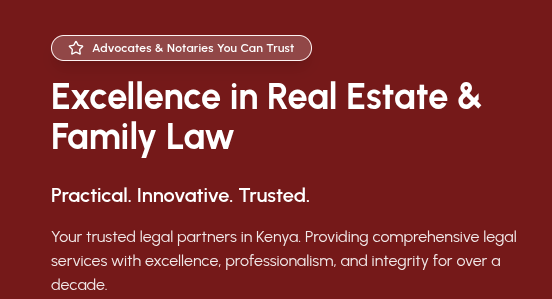 Advocates & Notaries You Can Trust
Excellence in Real Estate &
Family Law
Practical. Innovative. Trusted.
Your trusted legal partners in Kenya. Providing comprehensive legal
services with excellence, professionalism, and integrity for over a
decade.